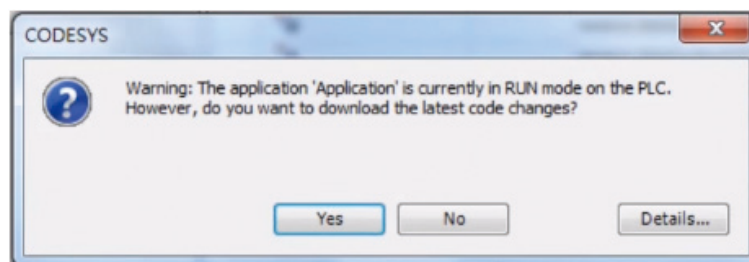 CODESYS
Warning: The application 'Application' is currently in RUN mode on the PLC.
However, do you want to download the latest code changes?
Yes
No
Details...